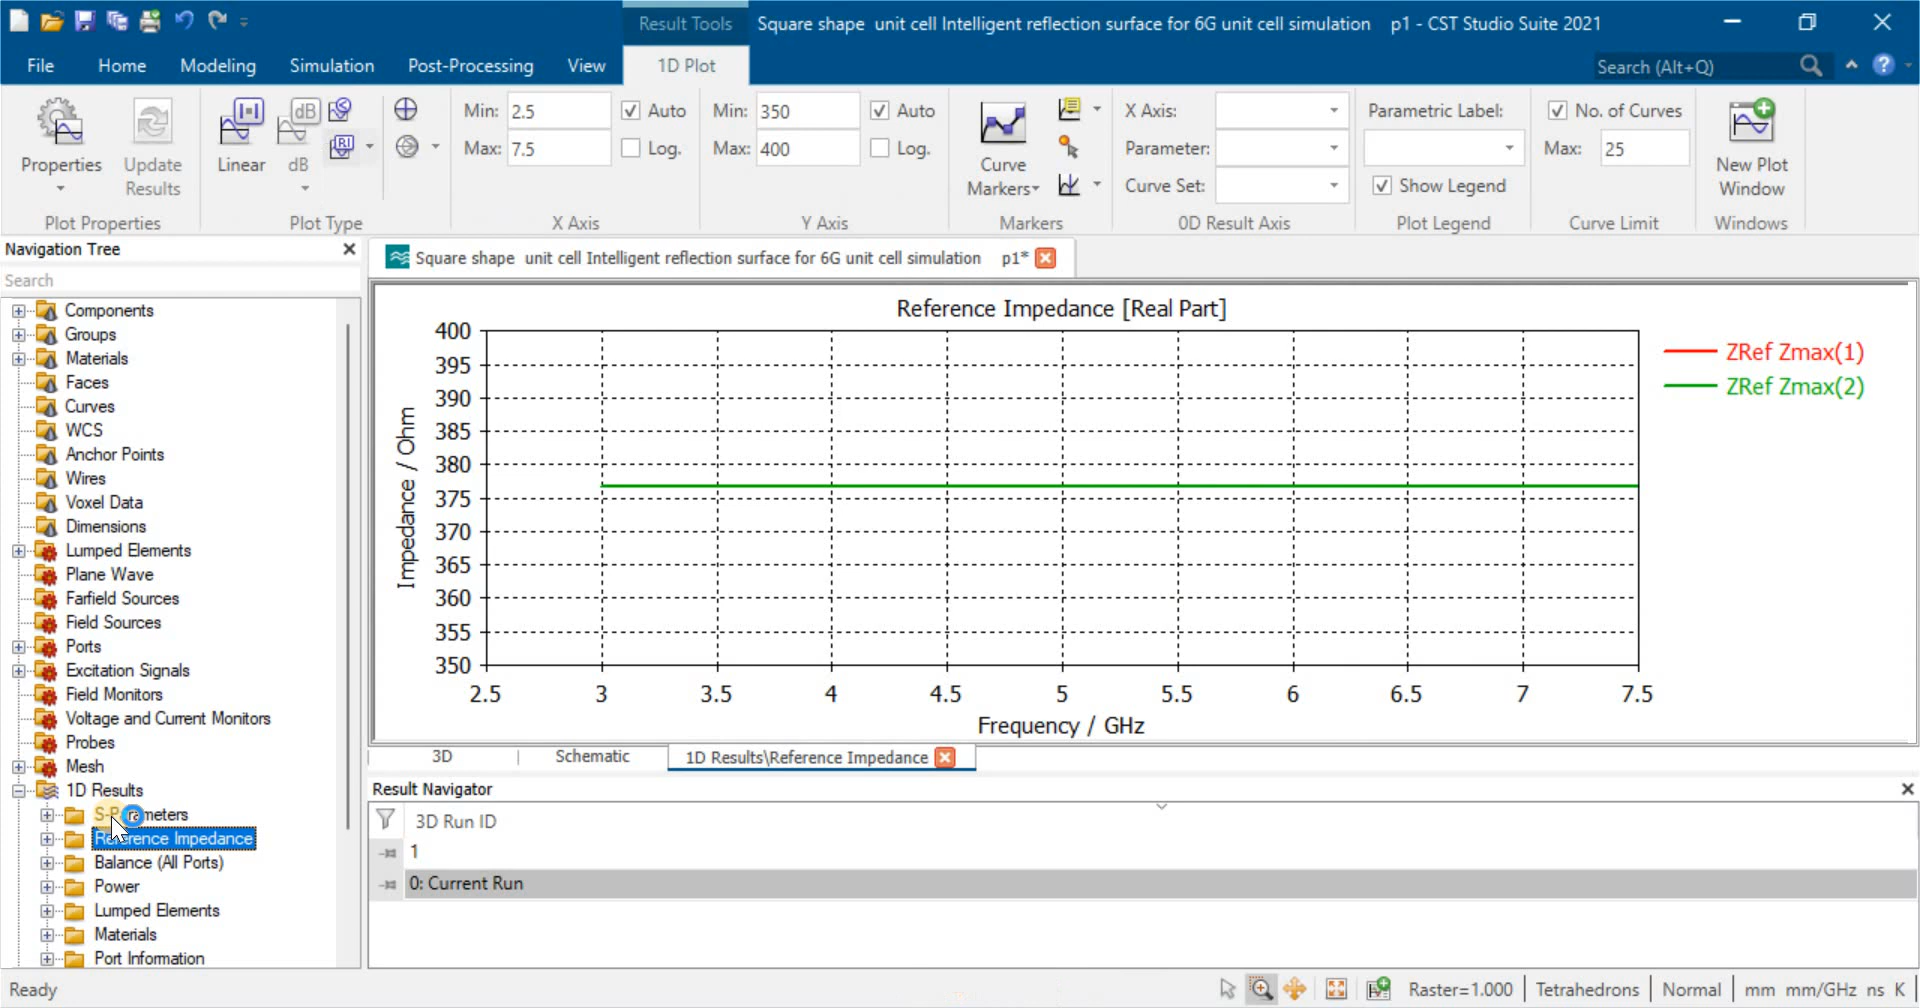 Result Tools
Square shape unit cell Intelligent reflection surface for 6G unit cell simulation p1 - CST Studio Suite 2021
File Home Modeling Simulation Post-Processing View 1D Plot
Search (Alt+Q)
Properties
Update Results
Plot Properties
Linear
dB
dB
Plot Type
Min: 2.5 Auto
Max: 7.5 Log.
X Axis
Min: 350 Auto
Max: 400 Log.
Y Axis
Curve Markers
Markers
X Axis:
Parameter:
Curve Set:
0D Result Axis
Parametric Label:
Show Legend
Plot Legend
No. of Curves
Max: 25
Curve Limit
New Plot Window
Windows
Navigation Tree
Search
Components
Groups
Materials
Faces
Curves
WCS
Anchor Points
Wires
Voxel Data
Dimensions
Lumped Elements
Plane Wave
Farfield Sources
Field Sources
Ports
Excitation Signals
Field Monitors
Voltage and Current Monitors
Probes
Mesh
1D Results
S-Parameters
Reference Impedance
Balance (All Ports)
Power
Lumped Elements
Materials
Port Information
Square shape unit cell Intelligent reflection surface for 6G unit cell simulation p1*
Reference Impedance [Real Part]
Impedance / Ohm
400
395
390
385
380
375
370
365
360
355
350
2.5 3 3.5 4 4.5 5 5.5 6 6.5 7 7.5
Frequency / GHz
ZRef Zmax(1)
ZRef Zmax(2)
3D Schematic 1D Results\Reference Impedance
Result Navigator
3D Run ID
1
0: Current Run
Ready
Raster=1.000 Tetrahedrons Normal mm mm/GHz ns K